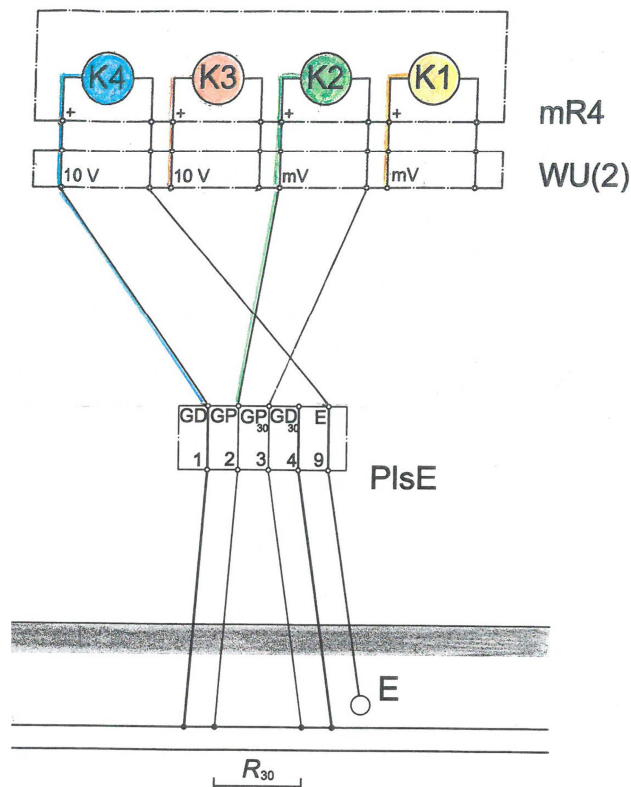 K4 K3 K2 K1
+ + + +
mR4
10 V 10 V mV mV
WU(2)
GD GP GP30 GD30 E
1 2 3 4 9
PlsE
E
R30